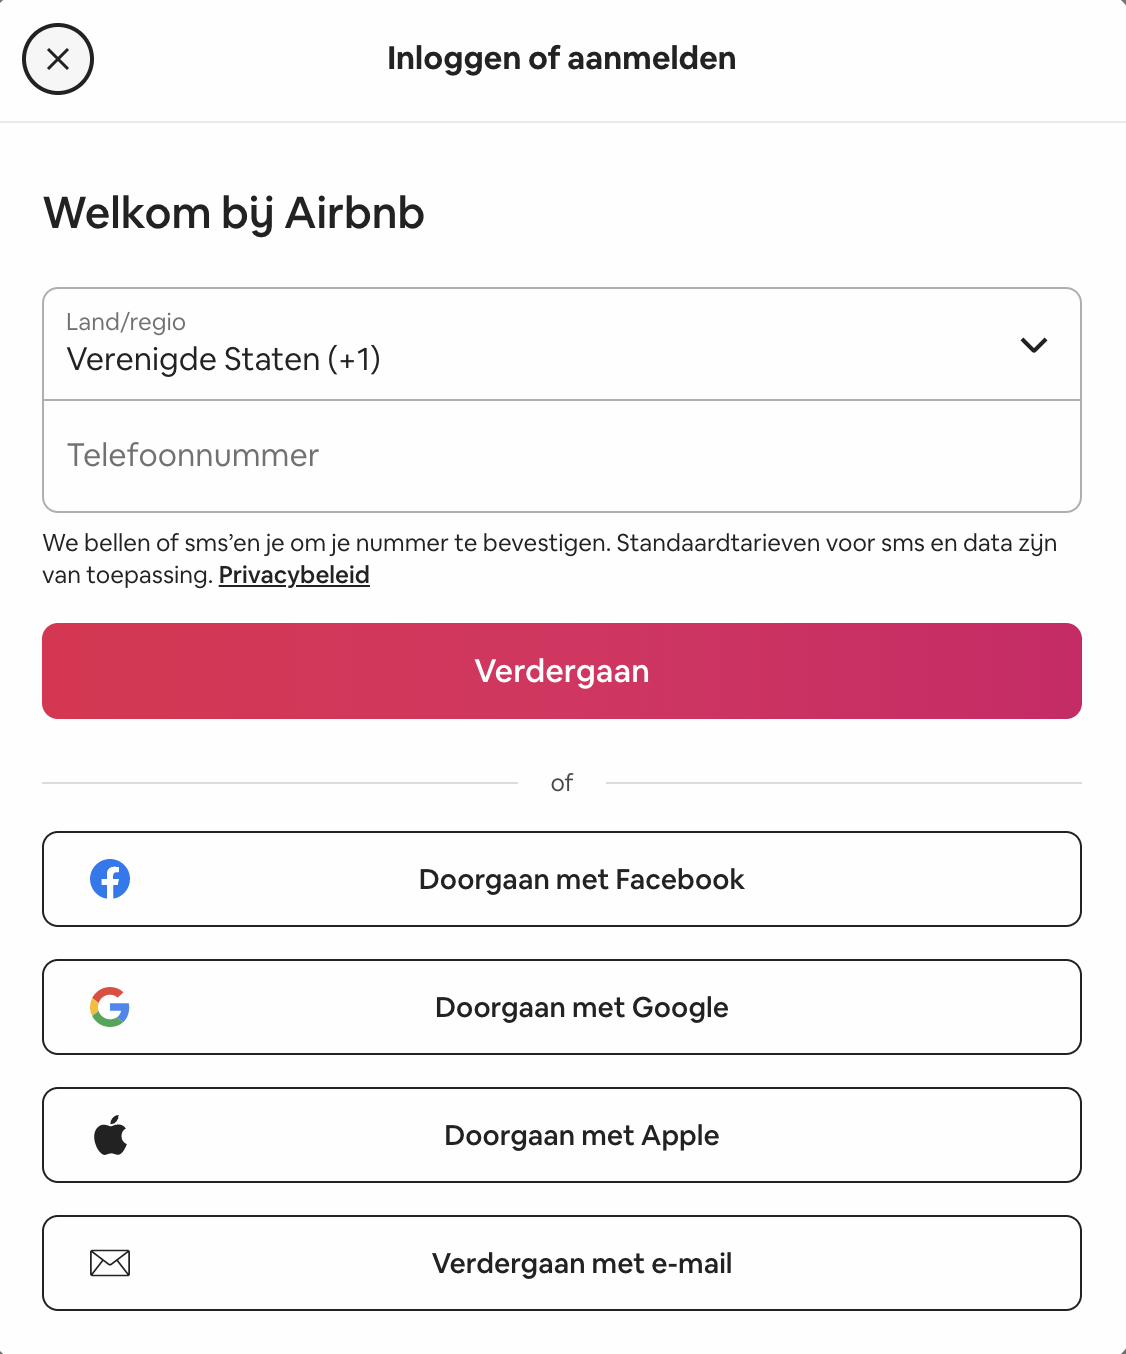 Inloggen of aanmelden
Welkom bij Airbnb
Land/regio
Verenigde Staten (+1)
Telefoonnummer
We bellen of sms’en je om je nummer te bevestigen. Standaardtarieven voor sms en data zijn
van toepassing. Privacybeleid
Verdergaan
of
Doorgaan met Facebook
Doorgaan met Google
Doorgaan met Apple
Verdergaan met e-mail